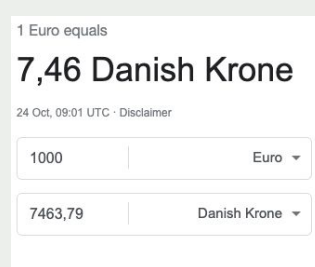 1 Euro equals
7,46 Danish Krone
24 Oct, 09:01 UTC · Disclaimer
1000 Euro
7463,79 Danish Krone